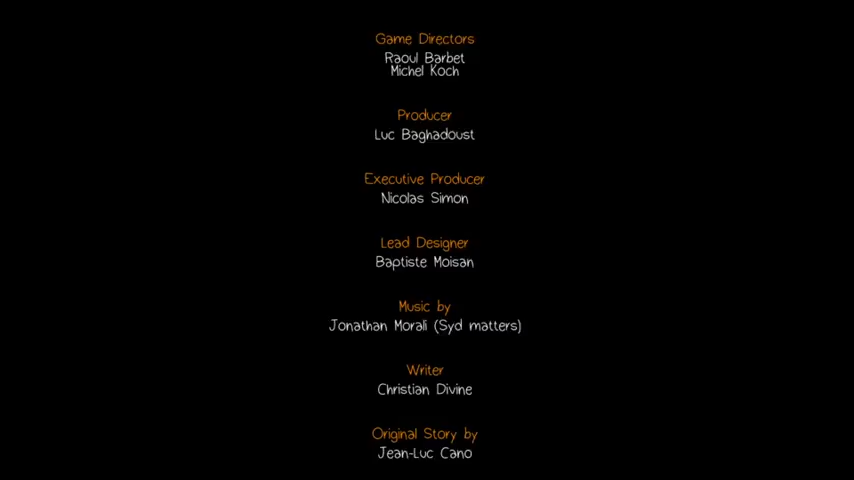 Game Directors
Raoul Barbet
Michel Koch
Producer
Luc Baghadoust
Executive Producer
Nicolas Simon
Lead Designer
Baptiste Moisan
Music by
Jonathan Morali (Syd matters)
Writer
Christian Divine
Original Story by
Jean-Luc Cano